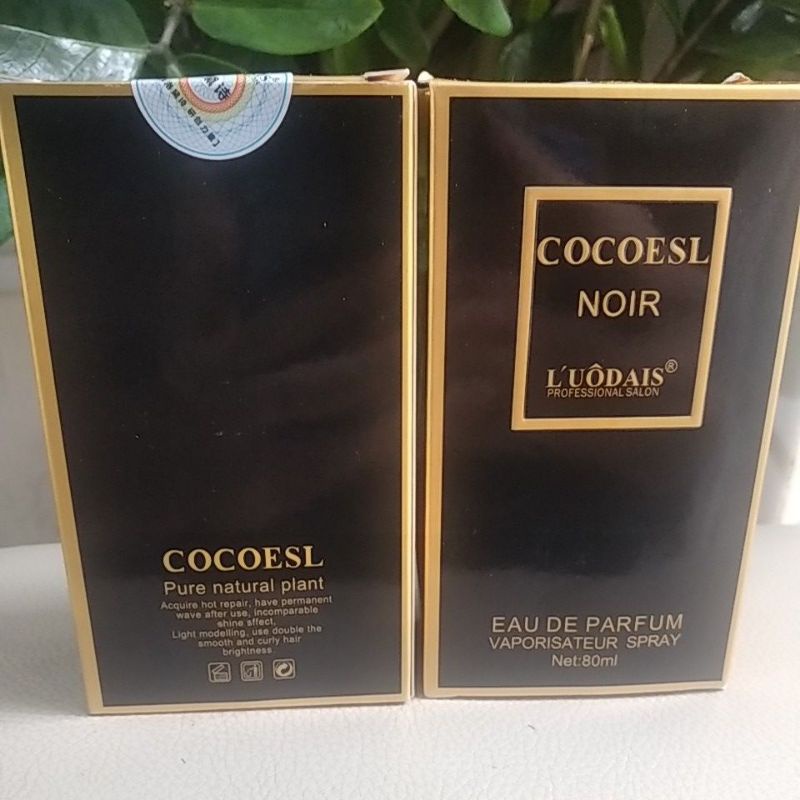 COCOESL
Pure natural plant
Acquire hot repair, have permanent
wave after use, incomparable
shine sffect,
Light modelling, use double the
smooth and curly hair
brightness.
COCOESL
NOIR
L'UÔDAIS®
PROFESSIONAL SALON
EAU DE PARFUM
VAPORISATEUR SPRAY
Net:80ml